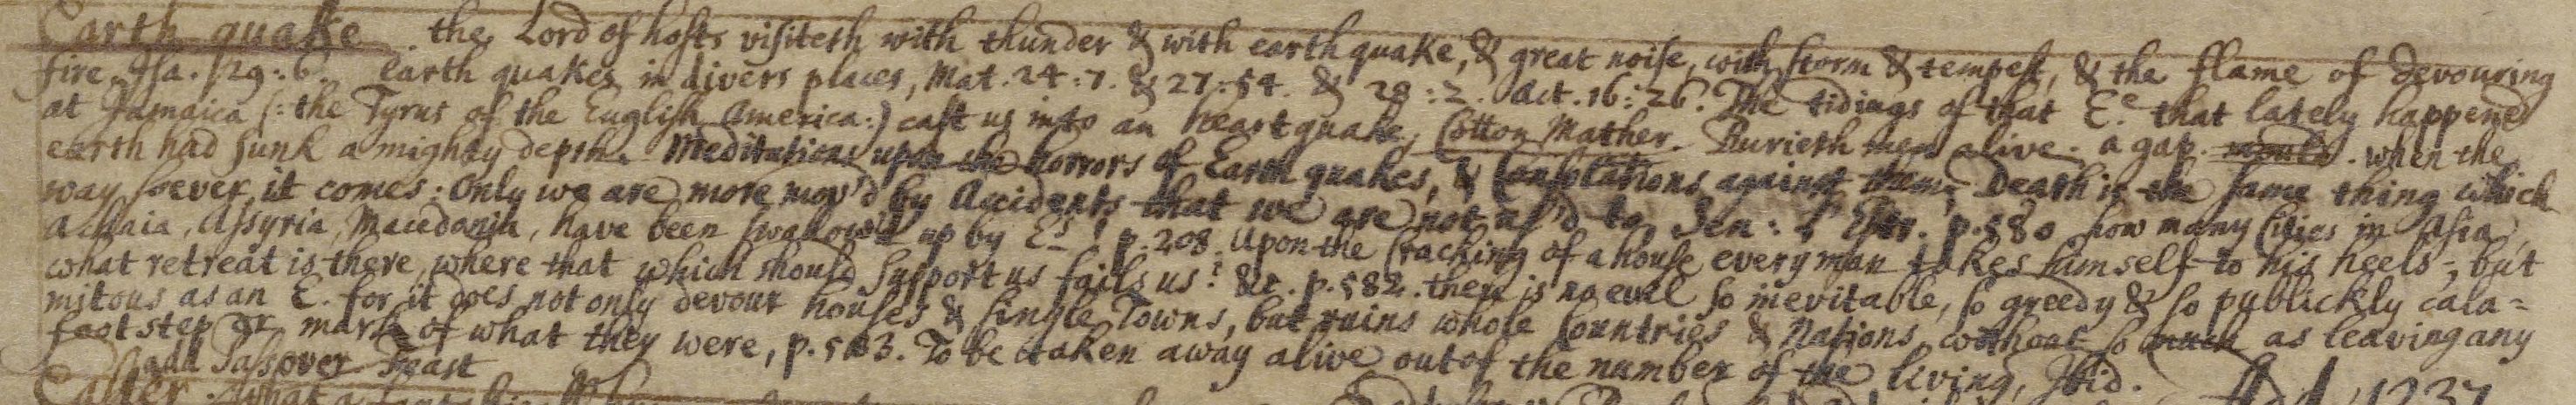 Earth quake. the Lord of hosts visiteth with thunder & with earthquake, & great noise, with storm & tempest, & the flame of devouring
fire. Isa. 29:6. Earth quakes in divers places, Mat. 24:7. & 27:54. & 28:2. Act. 16:26. The tidings of that E.e that lately happened
at Jamaica (: the Tyrus of the English America:) cast us into an heartquake, Cotton Mather. Burieth men alive. a gap. when the
earth had sunk a mighty depth. Meditations upon the horrors of Earth quakes, & Consolations against them; Death is the same thing which
way soever it comes: Only we are more mov'd by Accidents that we are not us'd to, Sen: p. 580 how many Cities in Asia,
Achaia, Assyria, Macedonia, have been swallow'd up by Es! p. 208. Upon the Cracking of a house every man takes himself to his heels; but
what retreat is there, where that which should support us fails us? &c. p. 582. there is no evil so inevitable, so greedy & so publickly cala=
mitous as an E. for it does not only devour houses & single Towns, but ruins whole Countries & Nations, without so much as leaving any
foot step or mark of what they were, p. 583. To be taken away alive out of the number of the living, Ibid.
add Passover Feast
Easter. What a
1237